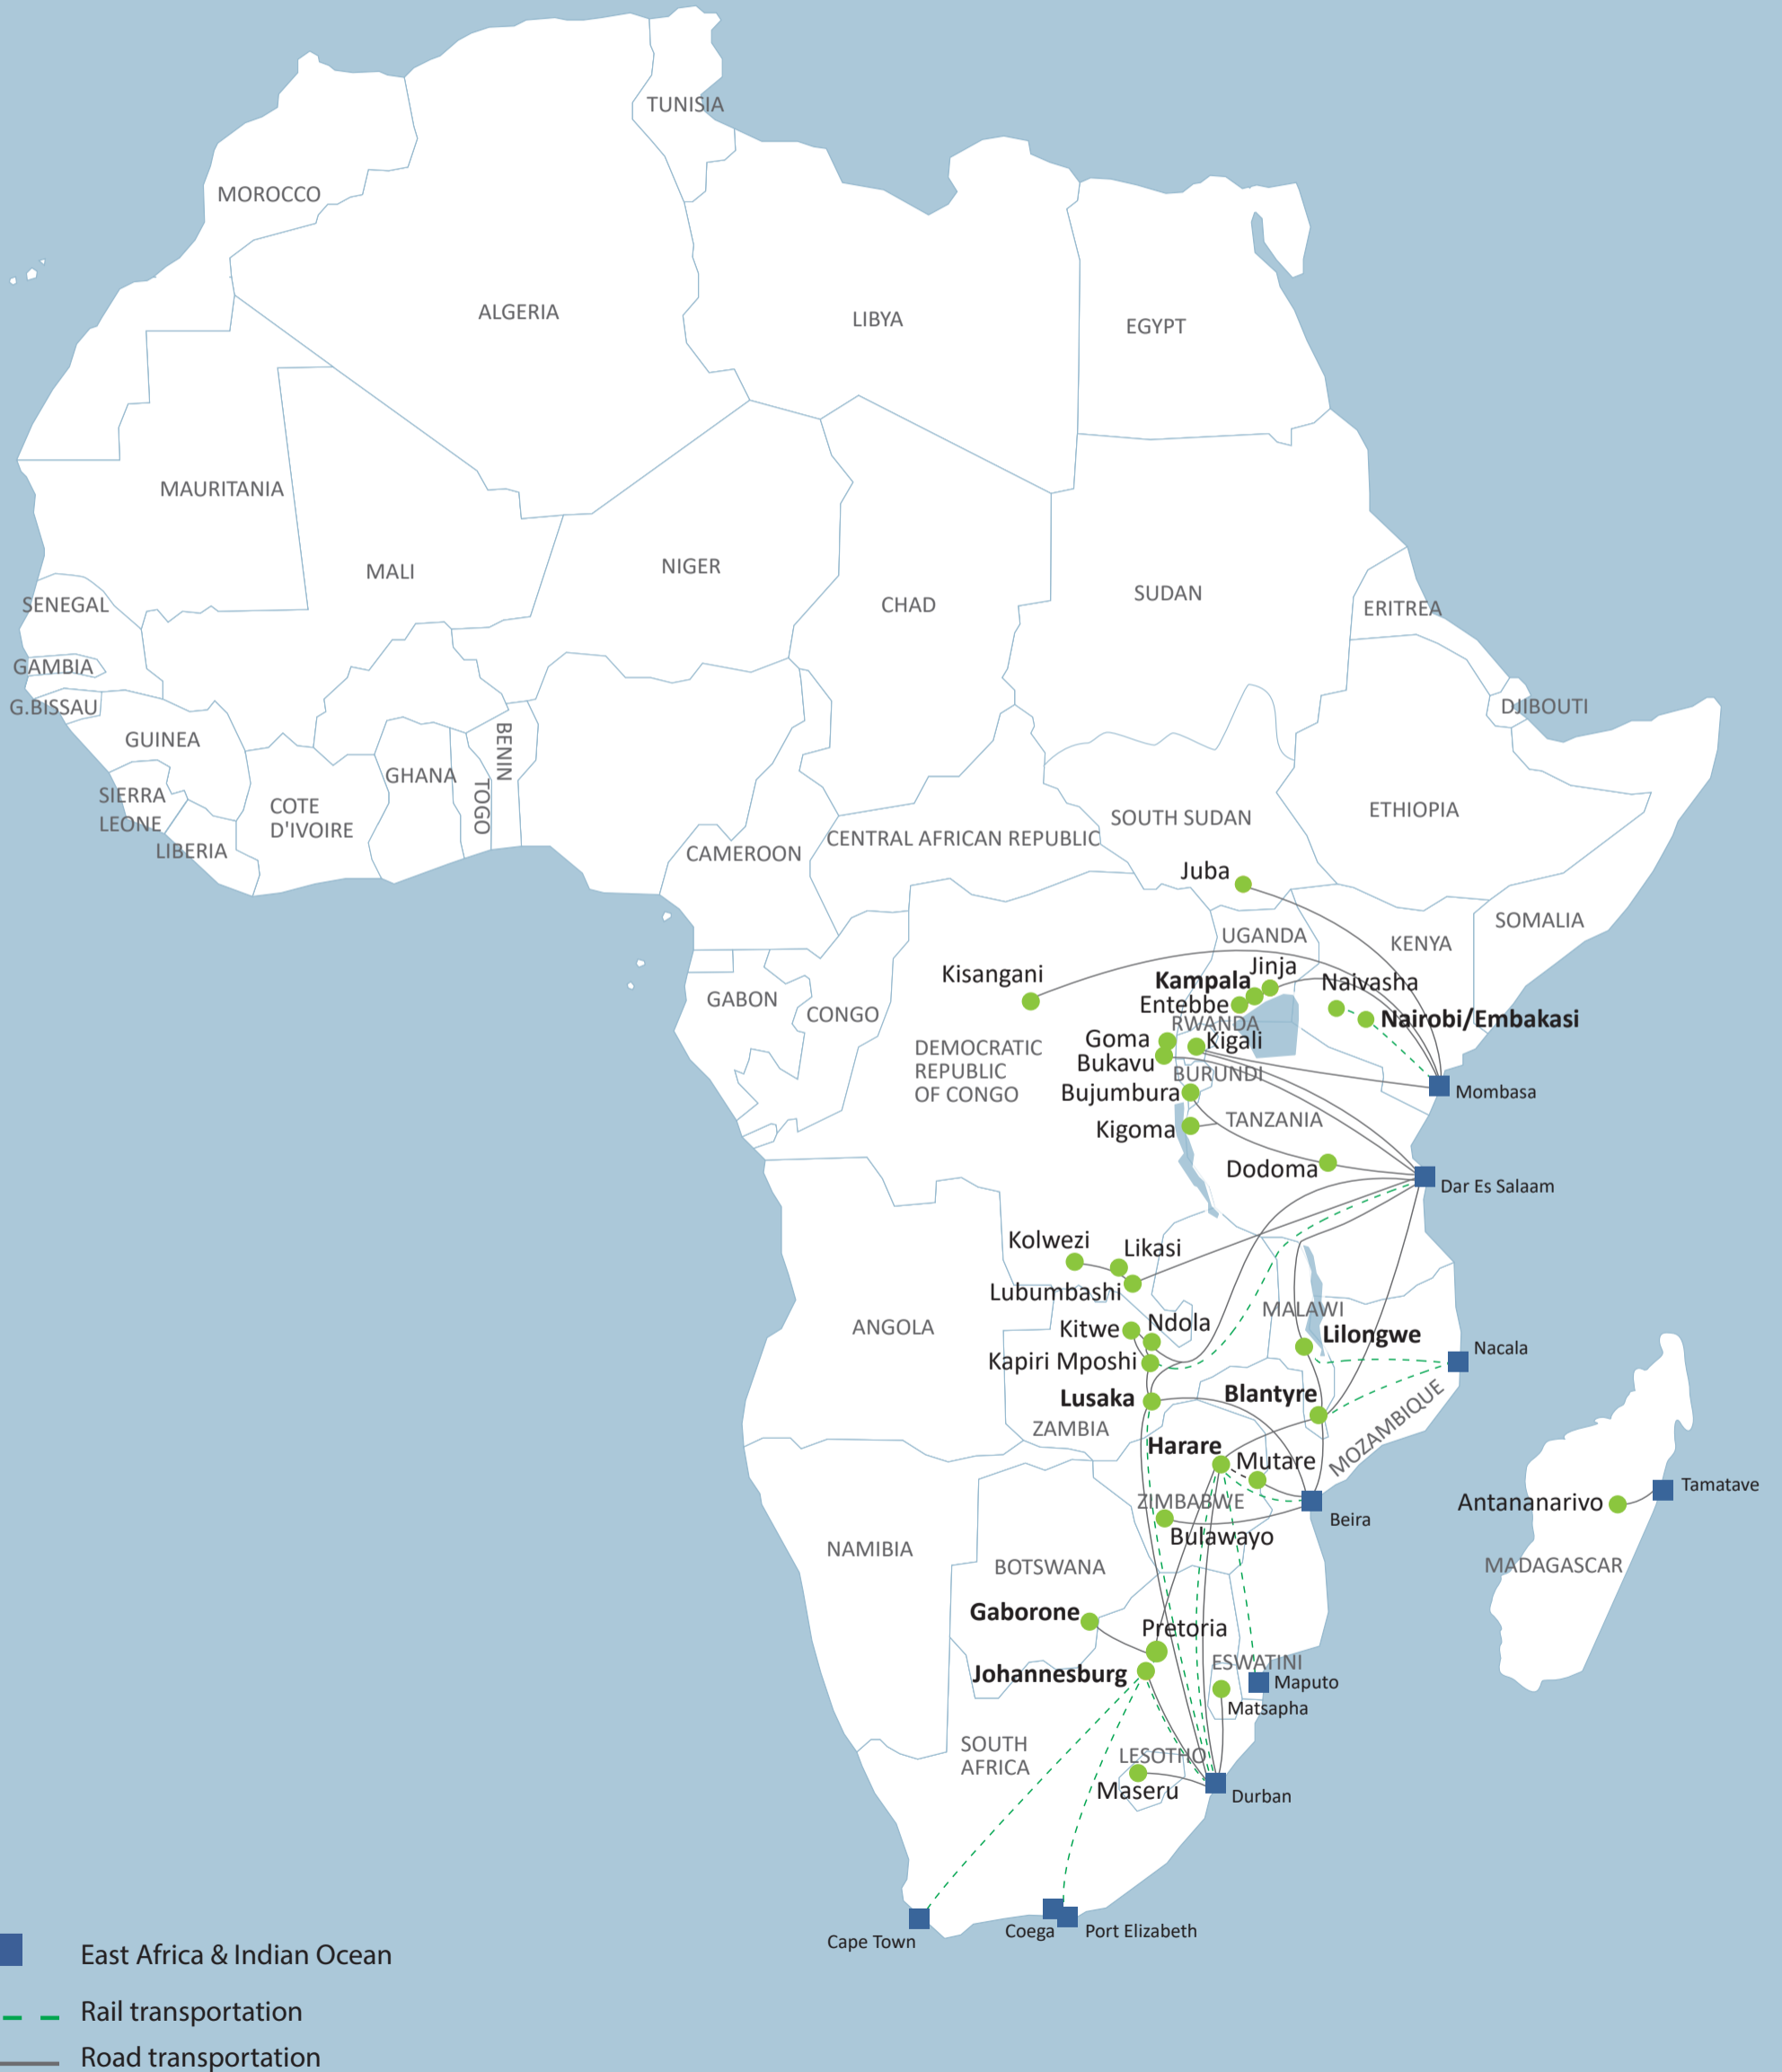 TUNISIA
MOROCCO
ALGERIA
LIBYA
EGYPT
MAURITANIA
MALI
NIGER
CHAD
SUDAN
ERITREA
SENEGAL
GAMBIA
G.BISSAU
GUINEA
SIERRA
LEONE
LIBERIA
COTE
D'IVOIRE
GHANA
TOGO
BENIN
CAMEROON
CENTRAL AFRICAN REPUBLIC
SOUTH SUDAN
DJIBOUTI
ETHIOPIA
SOMALIA
Juba
UGANDA
KENYA
Kisangani
Kampala
Jinja
Naivasha
Entebbe
Nairobi/Embakasi
GABON
CONGO
RWANDA
Goma
Kigali
DEMOCRATIC
REPUBLIC
OF CONGO
Bukavu
BURUNDI
Bujumbura
Mombasa
Kigoma
TANZANIA
Dodoma
Dar Es Salaam
Kolwezi
Likasi
Lubumbashi
ANGOLA
Kitwe
Ndola
MALAWI
Lilongwe
Kapiri Mposhi
Nacala
Lusaka
Blantyre
MOZAMBIQUE
ZAMBIA
Harare
Mutare
ZIMBABWE
Beira
Bulawayo
Antananarivo
Tamatave
MADAGASCAR
NAMIBIA
BOTSWANA
Gaborone
Pretoria
Johannesburg
ESWATINI
Maputo
Matsapha
SOUTH
AFRICA
LESOTHO
Maseru
Durban
Cape Town
Coega
Port Elizabeth
East Africa & Indian Ocean
Rail transportation
Road transportation